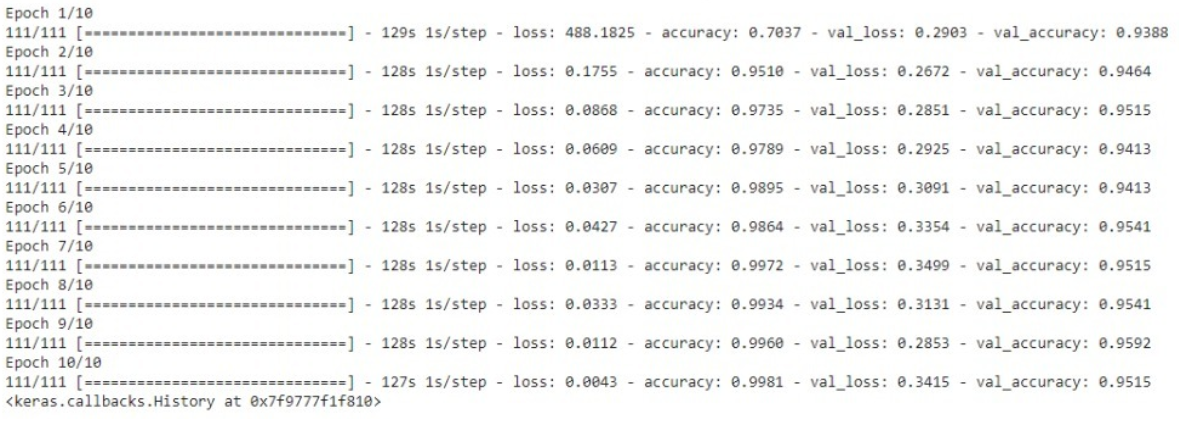 Epoch 1/10
111/111 [==============================] - 129s 1s/step - loss: 488.1825 - accuracy: 0.7037 - val_loss: 0.2903 - val_accuracy: 0.9388
Epoch 2/10
111/111 [==============================] - 128s 1s/step - loss: 0.1755 - accuracy: 0.9510 - val_loss: 0.2672 - val_accuracy: 0.9464
Epoch 3/10
111/111 [==============================] - 128s 1s/step - loss: 0.0868 - accuracy: 0.9735 - val_loss: 0.2851 - val_accuracy: 0.9515
Epoch 4/10
111/111 [==============================] - 128s 1s/step - loss: 0.0609 - accuracy: 0.9789 - val_loss: 0.2925 - val_accuracy: 0.9413
Epoch 5/10
111/111 [==============================] - 128s 1s/step - loss: 0.0307 - accuracy: 0.9895 - val_loss: 0.3091 - val_accuracy: 0.9413
Epoch 6/10
111/111 [==============================] - 128s 1s/step - loss: 0.0427 - accuracy: 0.9864 - val_loss: 0.3354 - val_accuracy: 0.9541
Epoch 7/10
111/111 [==============================] - 128s 1s/step - loss: 0.0113 - accuracy: 0.9972 - val_loss: 0.3499 - val_accuracy: 0.9515
Epoch 8/10
111/111 [==============================] - 128s 1s/step - loss: 0.0333 - accuracy: 0.9934 - val_loss: 0.3131 - val_accuracy: 0.9541
Epoch 9/10
111/111 [==============================] - 128s 1s/step - loss: 0.0112 - accuracy: 0.9960 - val_loss: 0.2853 - val_accuracy: 0.9592
Epoch 10/10
111/111 [==============================] - 127s 1s/step - loss: 0.0043 - accuracy: 0.9981 - val_loss: 0.3415 - val_accuracy: 0.9515
<keras.callbacks.History at 0x7f9777f1f810>